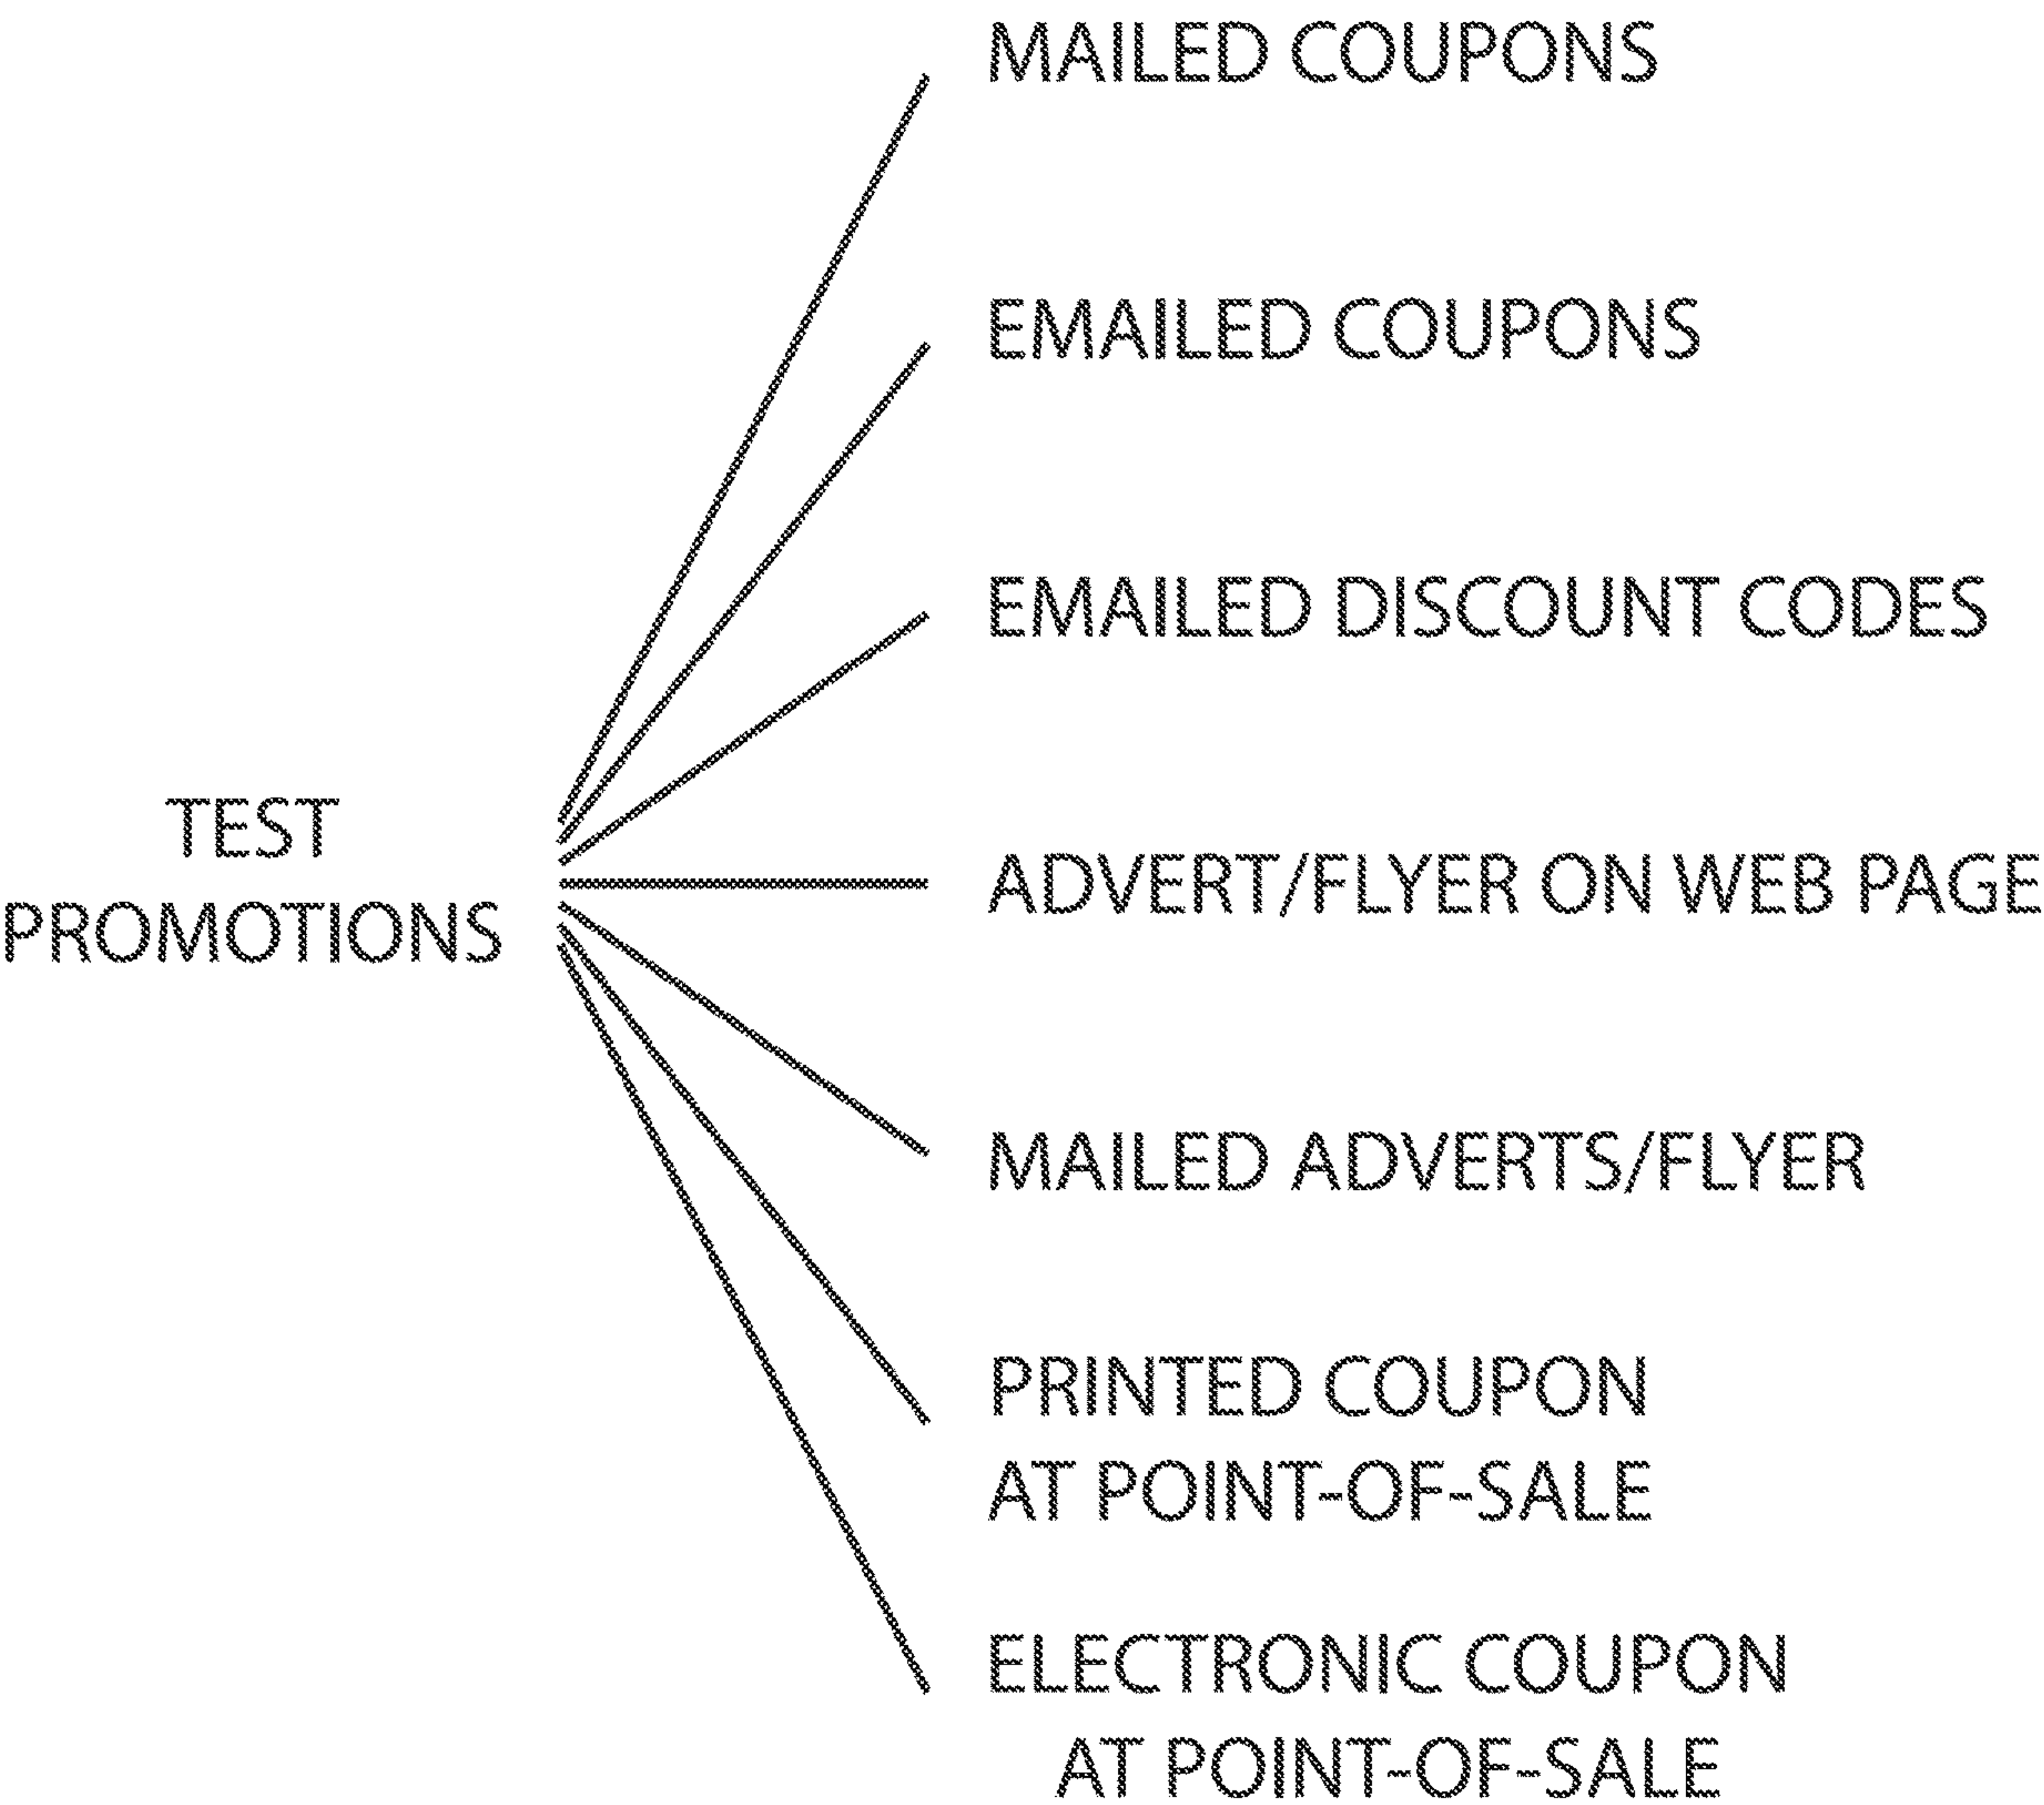 MAILED COUPONS
EMAILED COUPONS
EMAILED DISCOUNT CODES
TEST
PROMOTIONS
ADVERT/FLYER ON WEB PAGE
MAILED ADVERTS/FLYER
PRINTED COUPON
AT POINT-OF-SALE
ELECTRONIC COUPON
AT POINT-OF-SALE